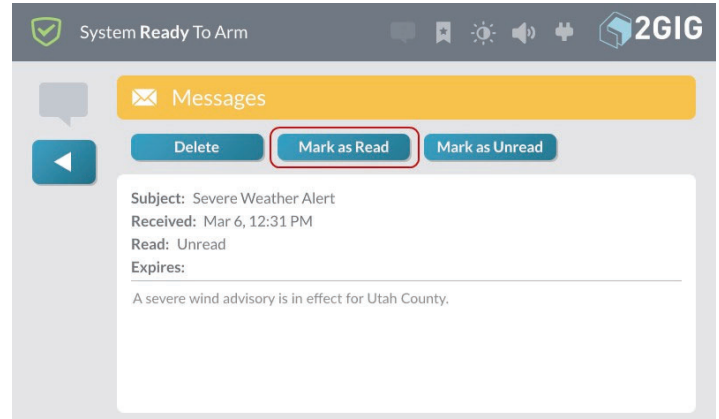 System Ready To Arm
2GIG
Messages
Delete Mark as Read Mark as Unread
Subject: Severe Weather Alert
Received: Mar 6, 12:31 PM
Read: Unread
Expires:
A severe wind advisory is in effect for Utah County.